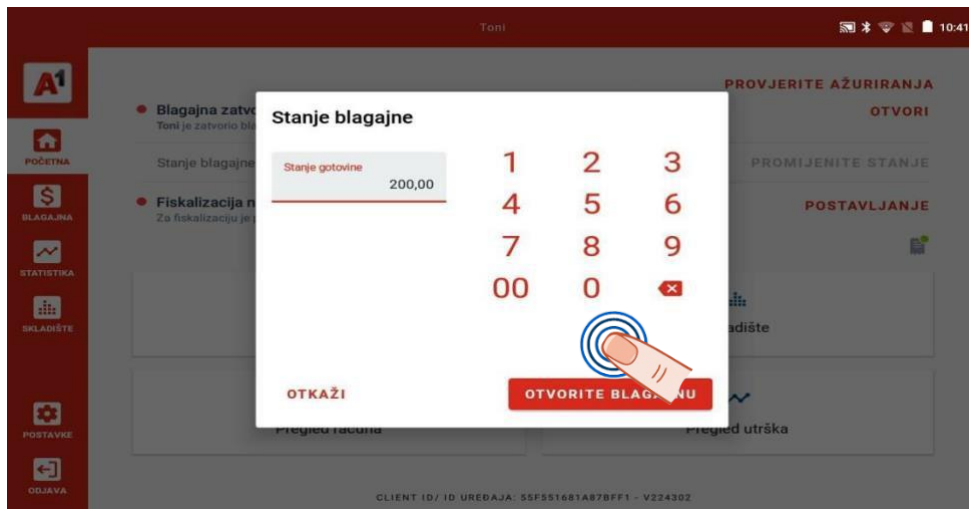 Toni
10:41
A1
PROVJERITE AŽURIRANJA
Blagajna zatvo
OTVORI
Toni je zatvorio bla
Stanje blagajne
PROMIJENITE STANJE
Fiskalizacija n
Za fiskalizaciju je p
POSTAVLJANJE
POČETNA
BLAGAJNA
STATISTIKA
SKLADIŠTE
POSTAVKE
ODJAVA
Stanje blagajne
Stanje gotovine
200,00
1 2 3
4 5 6
7 8 9
00 0
OTKAŽI
OTVORITE BLAGAJNU
adište
Pregled računa
Pregled utrška
CLIENT ID/ ID UREĐAJA: 55F551681A87BFF1 - V224302